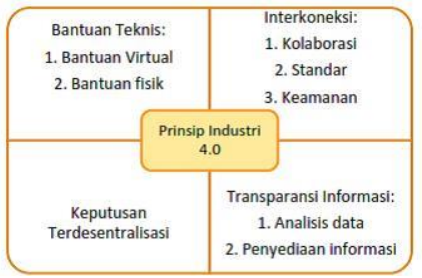 Bantuan Teknis:
1. Bantuan Virtual
2. Bantuan fisik
Interkoneksi:
1. Kolaborasi
2. Standar
3. Keamanan
Prinsip Industri
4.0
Keputusan
Terdesentralisasi
Transparansi Informasi:
1. Analisis data
2. Penyediaan informasi